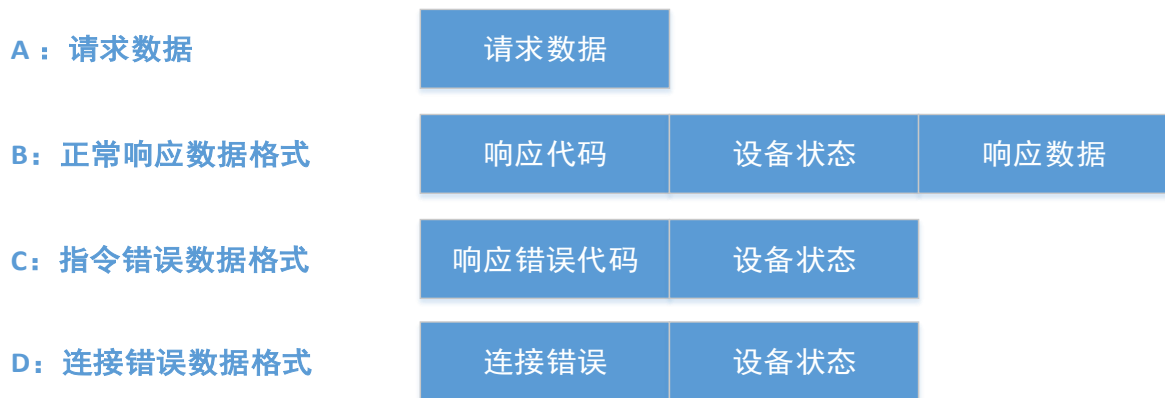 A：请求数据 请求数据
B：正常响应数据格式 响应代码 设备状态 响应数据
C：指令错误数据格式 响应错误代码 设备状态
D：连接错误数据格式 连接错误 设备状态